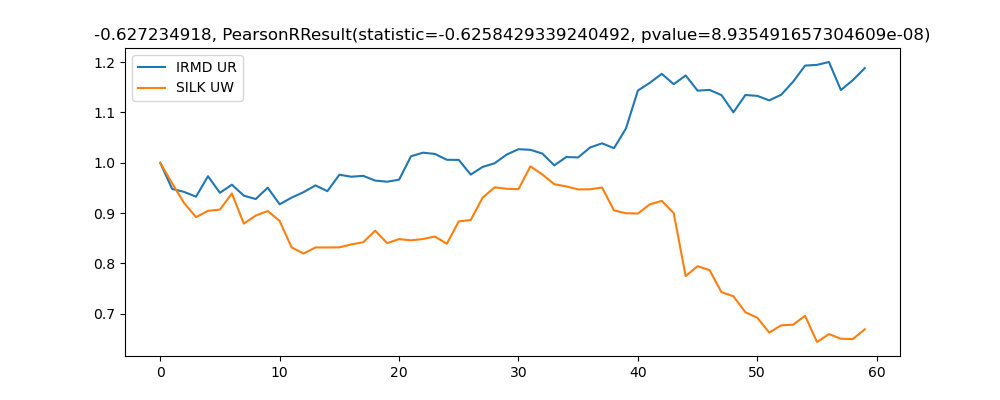 -0.627234918, PearsonRResult(statistic=-0.6258429339240492, pvalue=8.935491657304609e-08)
IRMD UR
SILK UW
1.2
1.1
1.0
0.9
0.8
0.7
0 10 20 30 40 50 60